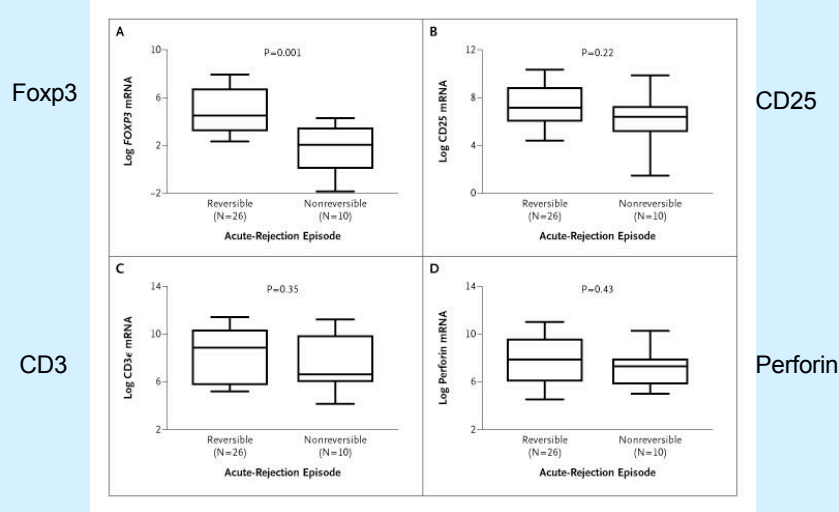 Foxp3
CD3
A
P=0.001
Log FOXP3 mRNA
10
6
2
−2
Reversible
(N=26)
Nonreversible
(N=10)
Acute-Rejection Episode
B
P=0.22
Log CD25 mRNA
12
8
4
0
Reversible
(N=26)
Nonreversible
(N=10)
Acute-Rejection Episode
C
P=0.35
Log CD3ϵ mRNA
14
10
6
2
Reversible
(N=26)
Nonreversible
(N=10)
Acute-Rejection Episode
D
P=0.43
Log Perforin mRNA
14
10
6
2
Reversible
(N=26)
Nonreversible
(N=10)
Acute-Rejection Episode
CD25
Perforin